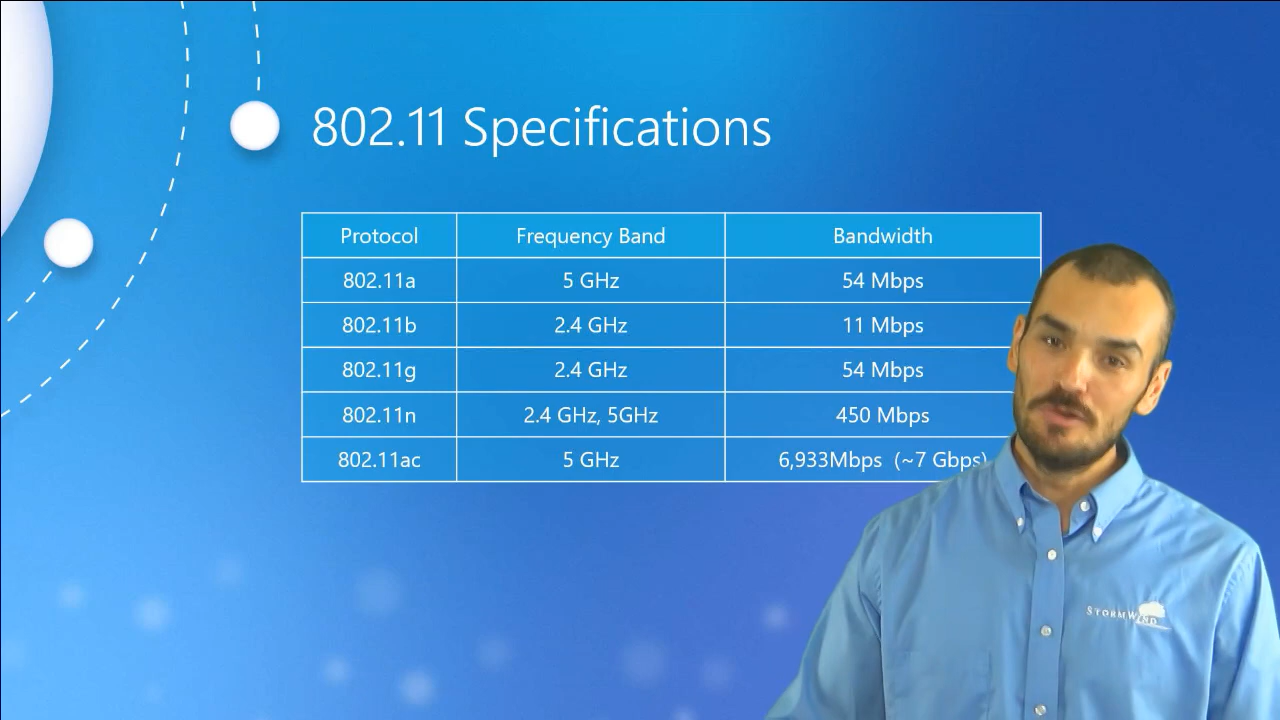 802.11 Specifications
Protocol Frequency Band Bandwidth
802.11a 5 GHz 54 Mbps
802.11b 2.4 GHz 11 Mbps
802.11g 2.4 GHz 54 Mbps
802.11n 2.4 GHz, 5GHz 450 Mbps
802.11ac 5 GHz 6,933Mbps (~7 Gbps)
STORMWIND